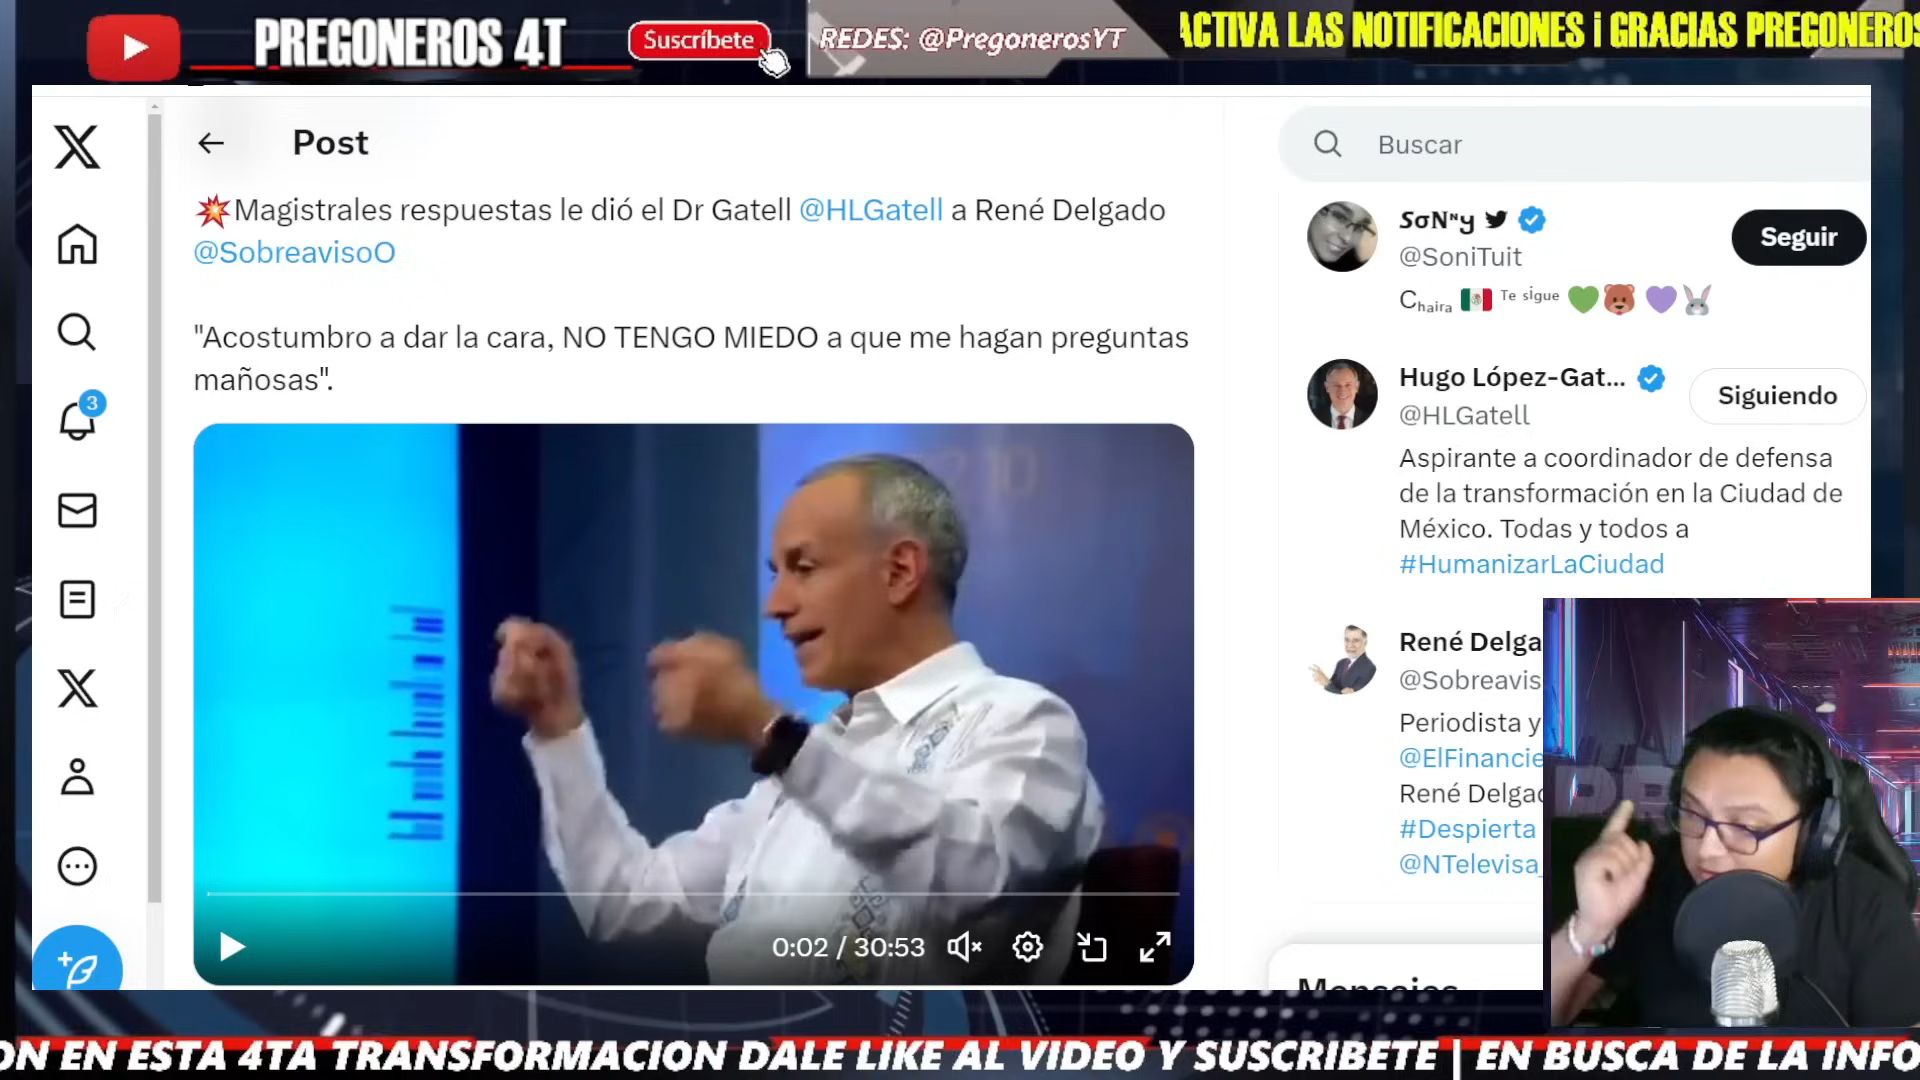 PREGONEROS 4T
Suscríbete
REDES: @PregonerosYT
ACTIVA LAS NOTIFICACIONES ¡ GRACIAS PREGONEROS
Post
Magistrales respuestas le dió el Dr Gatell @HLGatell a René Delgado
@SobreavisoO
"Acostumbro a dar la cara, NO TENGO MIEDO a que me hagan preguntas
mañosas".
0:02 / 30:53
3
Buscar
SoNny
@SoniTuit
Seguir
Chaira Te sigue
Hugo López-Gat...
@HLGatell
Siguiendo
Aspirante a coordinador de defensa
de la transformación en la Ciudad de
México. Todas y todos a
#HumanizarLaCiudad
René Delga
@Sobreavis
Periodista y
@ElFinancie
René Delgad
#Despierta
@NTelevisa_
Mensajes
ON EN ESTA 4TA TRANSFORMACION DALE LIKE AL VIDEO Y SUSCRIBETE | EN BUSCA DE LA INFO